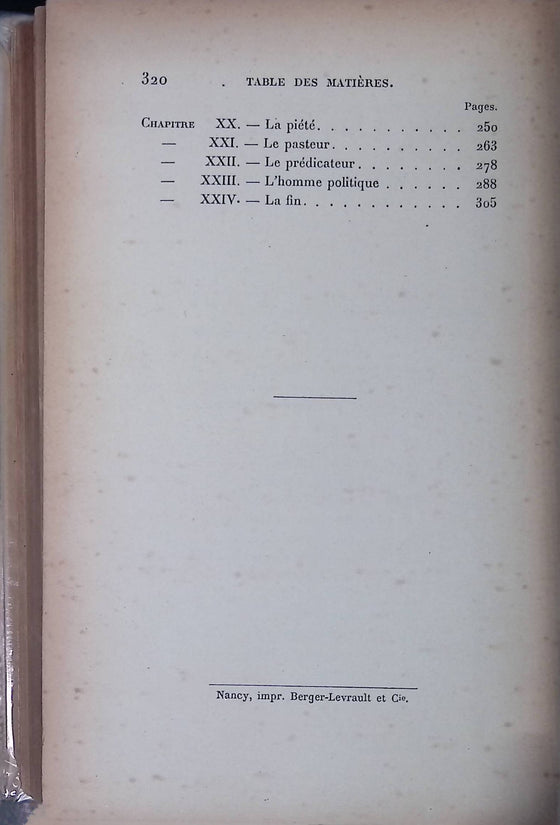 320 TABLE DES MATIÈRES.
Pages.
CHAPITRE XX. — La piété. . . . . . . . . . . . 250
— XXI. — Le pasteur. . . . . . . . . . . 263
— XXII. — Le prédicateur. . . . . . . . . 278
— XXIII. — L'homme politique . . . . . . 288
— XXIV. — La fin. . . . . . . . . . . . . 305
Nancy, impr. Berger-Levrault et Cie.